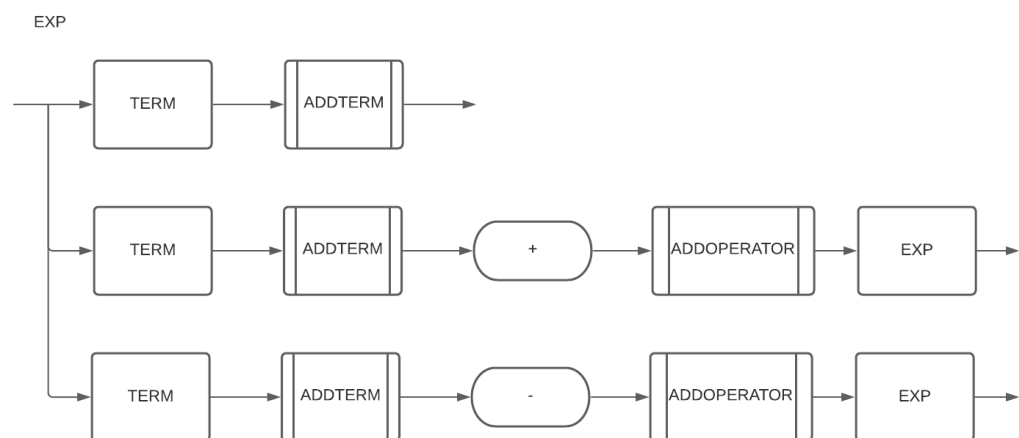 EXP
TERM ADDTERM
TERM ADDTERM + ADDOPERATOR EXP
TERM ADDTERM - ADDOPERATOR EXP